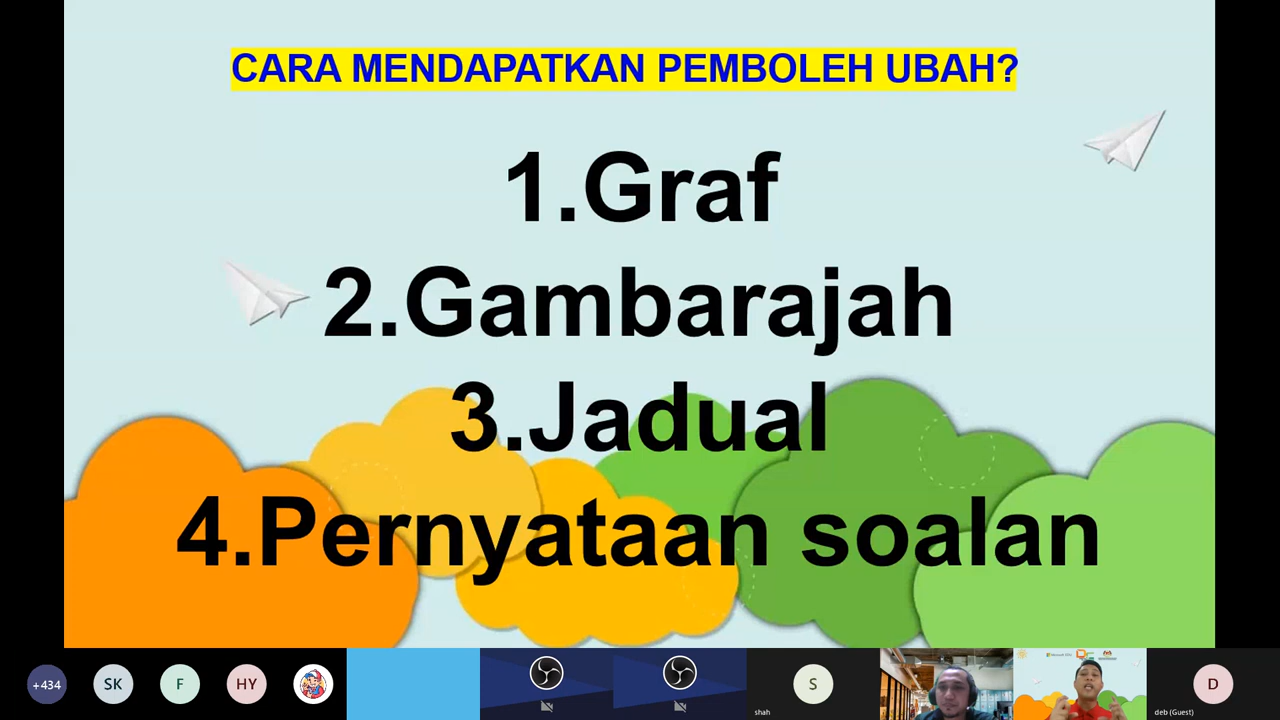 CARA MENDAPATKAN PEMBOLEH UBAH?
1.Graf
2.Gambarajah
3.Jadual
4.Pernyataan soalan
+434
SK
F
HY
S
shah
D
deb (Guest)